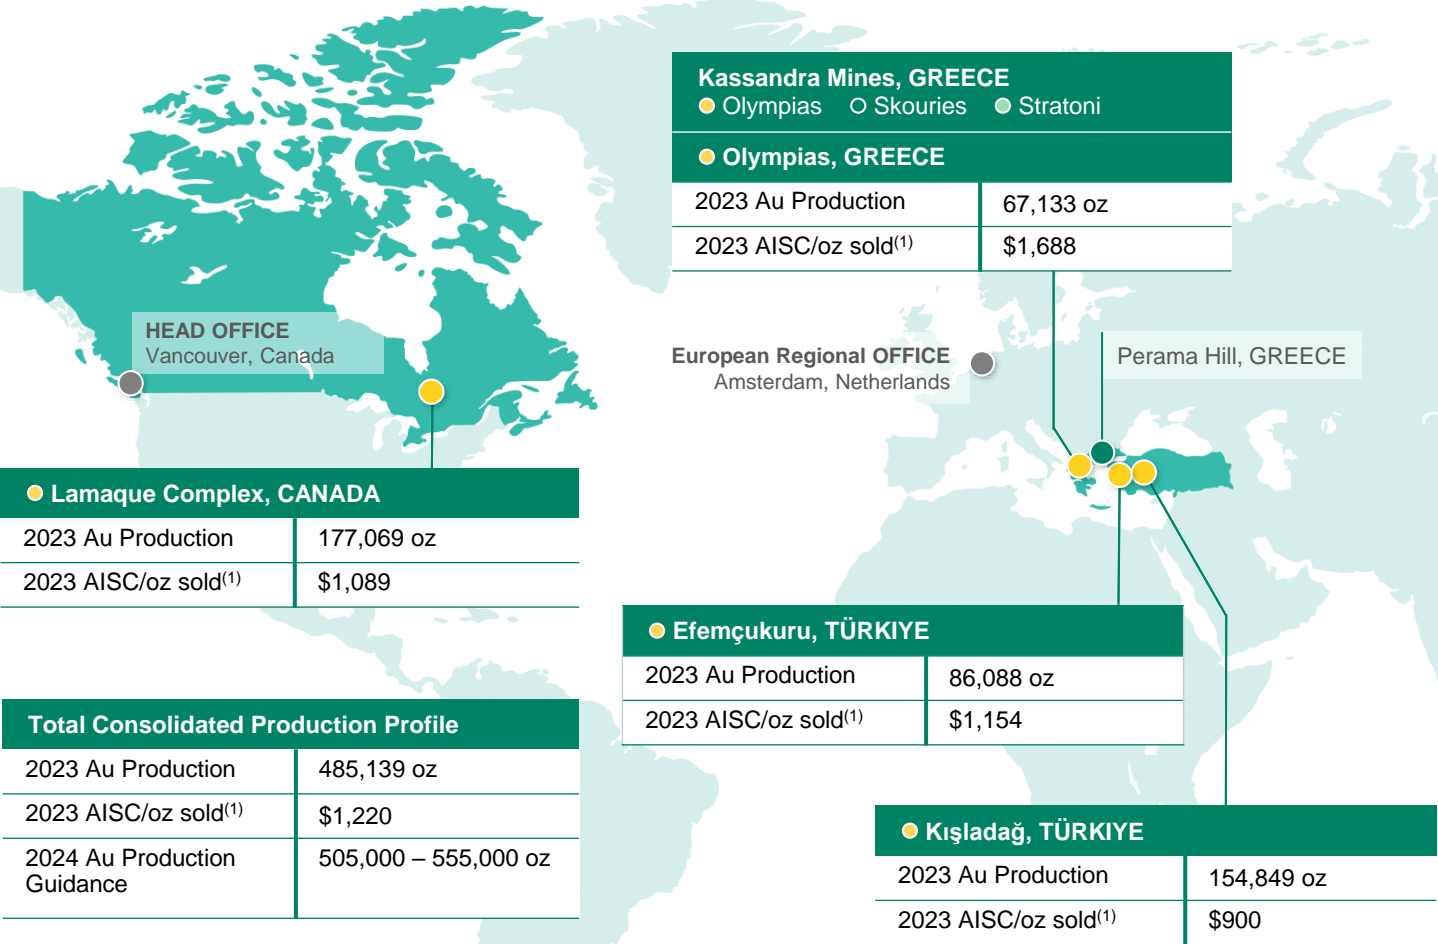 Kassandra Mines, GREECE
Olympias Skouries Stratoni
Olympias, GREECE
2023 Au Production 67,133 oz
2023 AISC/oz sold(1) $1,688
HEAD OFFICE
Vancouver, Canada
European Regional OFFICE
Amsterdam, Netherlands
Perama Hill, GREECE
Lamaque Complex, CANADA
2023 Au Production 177,069 oz
2023 AISC/oz sold(1) $1,089
Efemçukuru, TÜRKIYE
2023 Au Production 86,088 oz
2023 AISC/oz sold(1) $1,154
Total Consolidated Production Profile
2023 Au Production 485,139 oz
2023 AISC/oz sold(1) $1,220
2024 Au Production 505,000 – 555,000 oz
Guidance
Kışladağ, TÜRKIYE
2023 Au Production 154,849 oz
2023 AISC/oz sold(1) $900